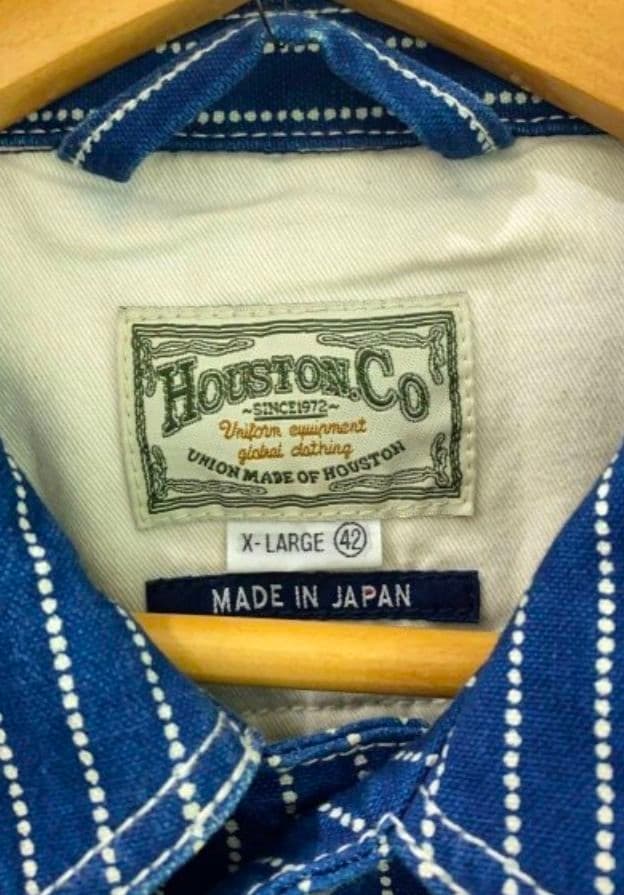 HOUSTON.CO
~SINCE1972~
Uniform equipment
global clothing
UNION MADE OF HOUSTON
X-LARGE 42
MADE IN JAPAN